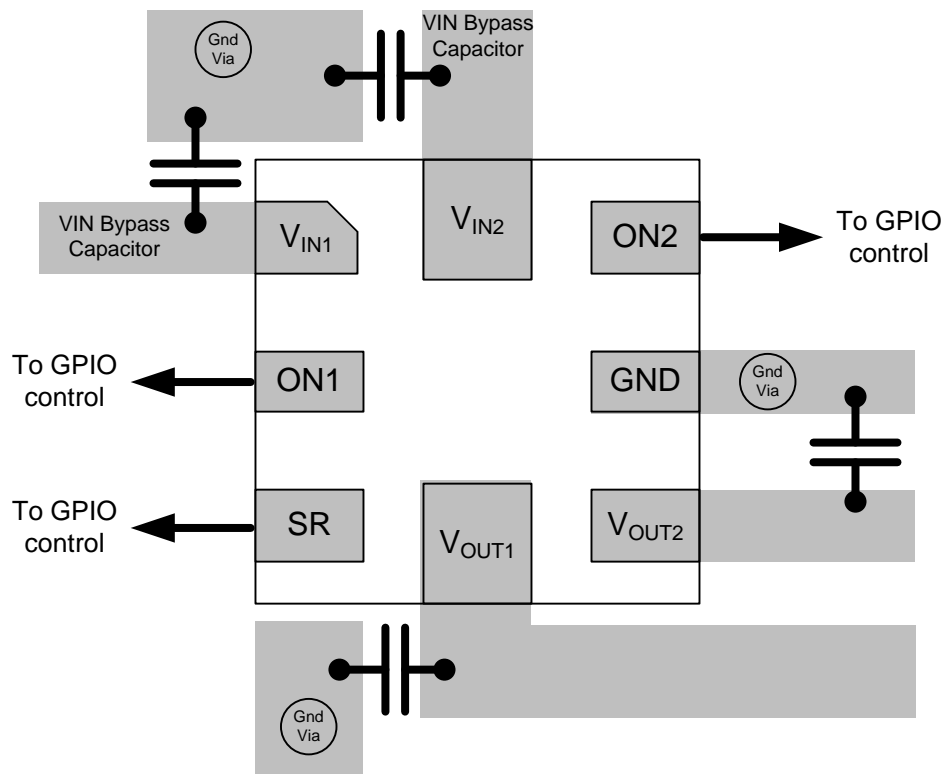 Gnd
Via
VIN Bypass
Capacitor
VIN Bypass
Capacitor
VIN1
VIN2
ON2
To GPIO
control
To GPIO
control
ON1
GND
Gnd
Via
To GPIO
control
SR
VOUT1
VOUT2
Gnd
Via